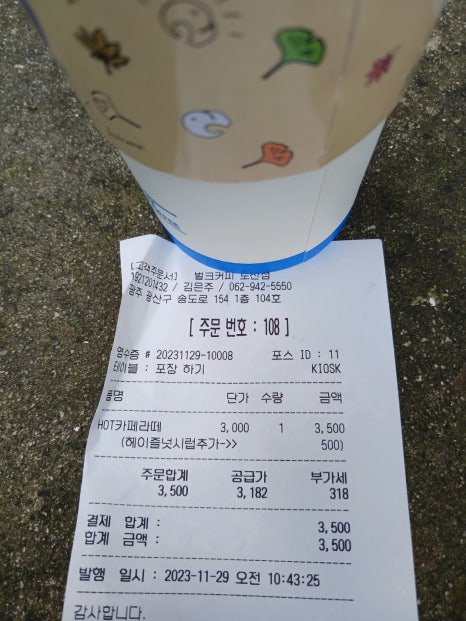 [고객주문서] 벌크커피 도산점
1921201432 / 김은주 / 062-942-5550
광주 광산구 송도로 154 1층 104호
[ 주문 번호 : 108 ]
영수증 # 20231129-10008 포스 ID : 11
테이블 : 포장 하기 KIOSK
품명 단가 수량 금액
HOT카페라떼 3,000 1 3,500
(헤이즐넛시럽추가->> 500)
주문합계 공급가 부가세
3,500 3,182 318
결제 합계 : 3,500
합계 금액 : 3,500
발행 일시 : 2023-11-29 오전 10:43:25
감사합니다.